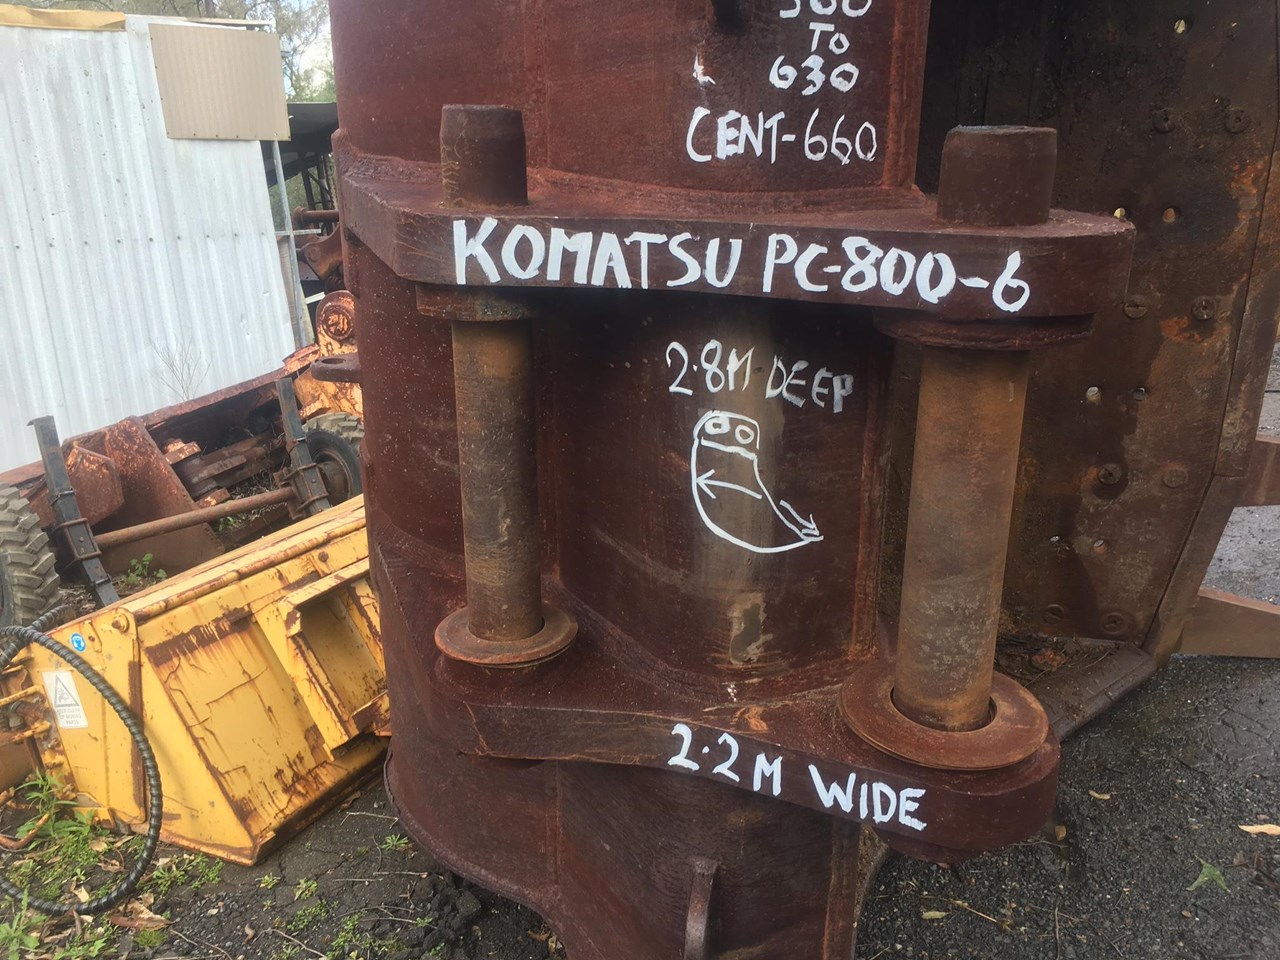 TO
630
CENT-660
KOMATSU PC-800-6
2.8M DEEP
2.2M WIDE